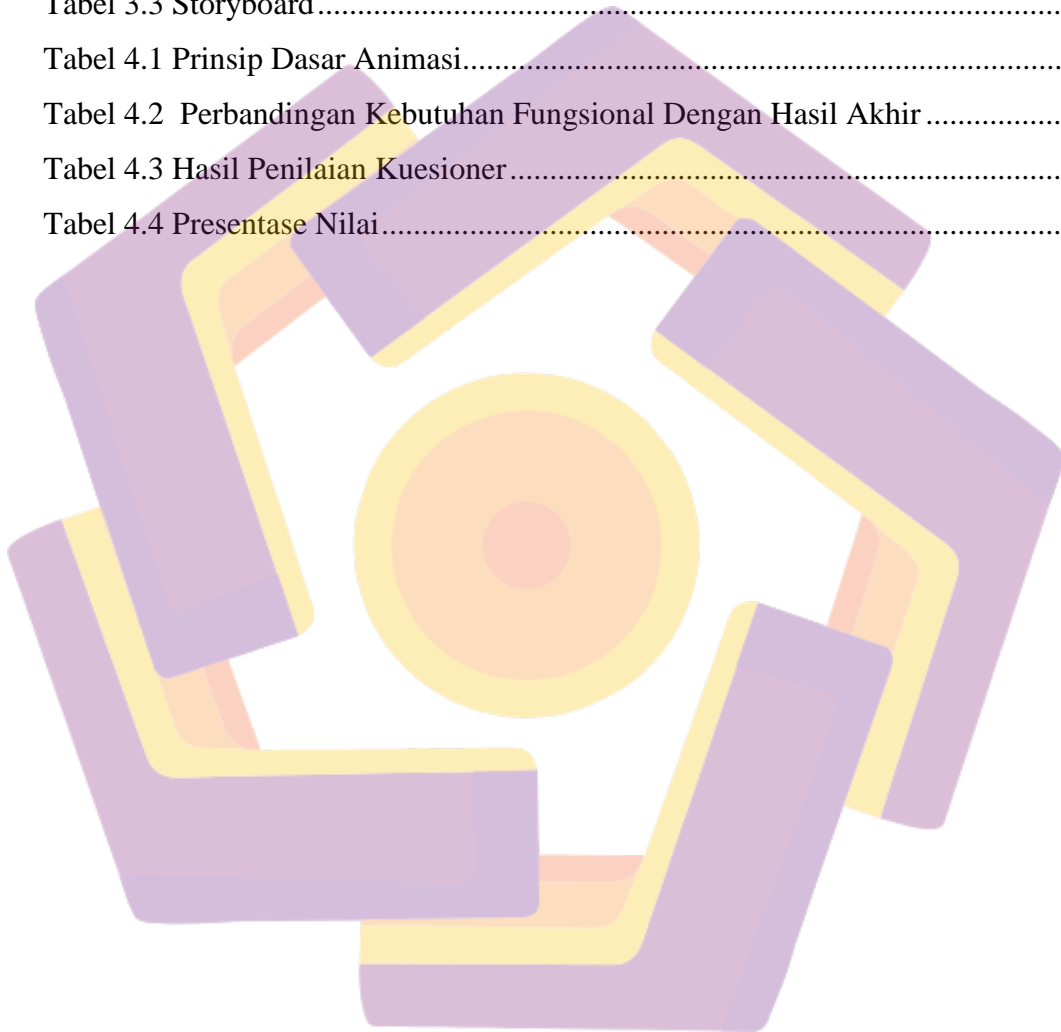 Tabel 3.3 Storyboard................................................................................................
Tabel 4.1 Prinsip Dasar Animasi..............................................................................
Tabel 4.2  Perbandingan Kebutuhan Fungsional Dengan Hasil Akhir.................
Tabel 4.3 Hasil Penilaian Kuesioner........................................................................
Tabel 4.4 Presentase Nilai........................................................................................